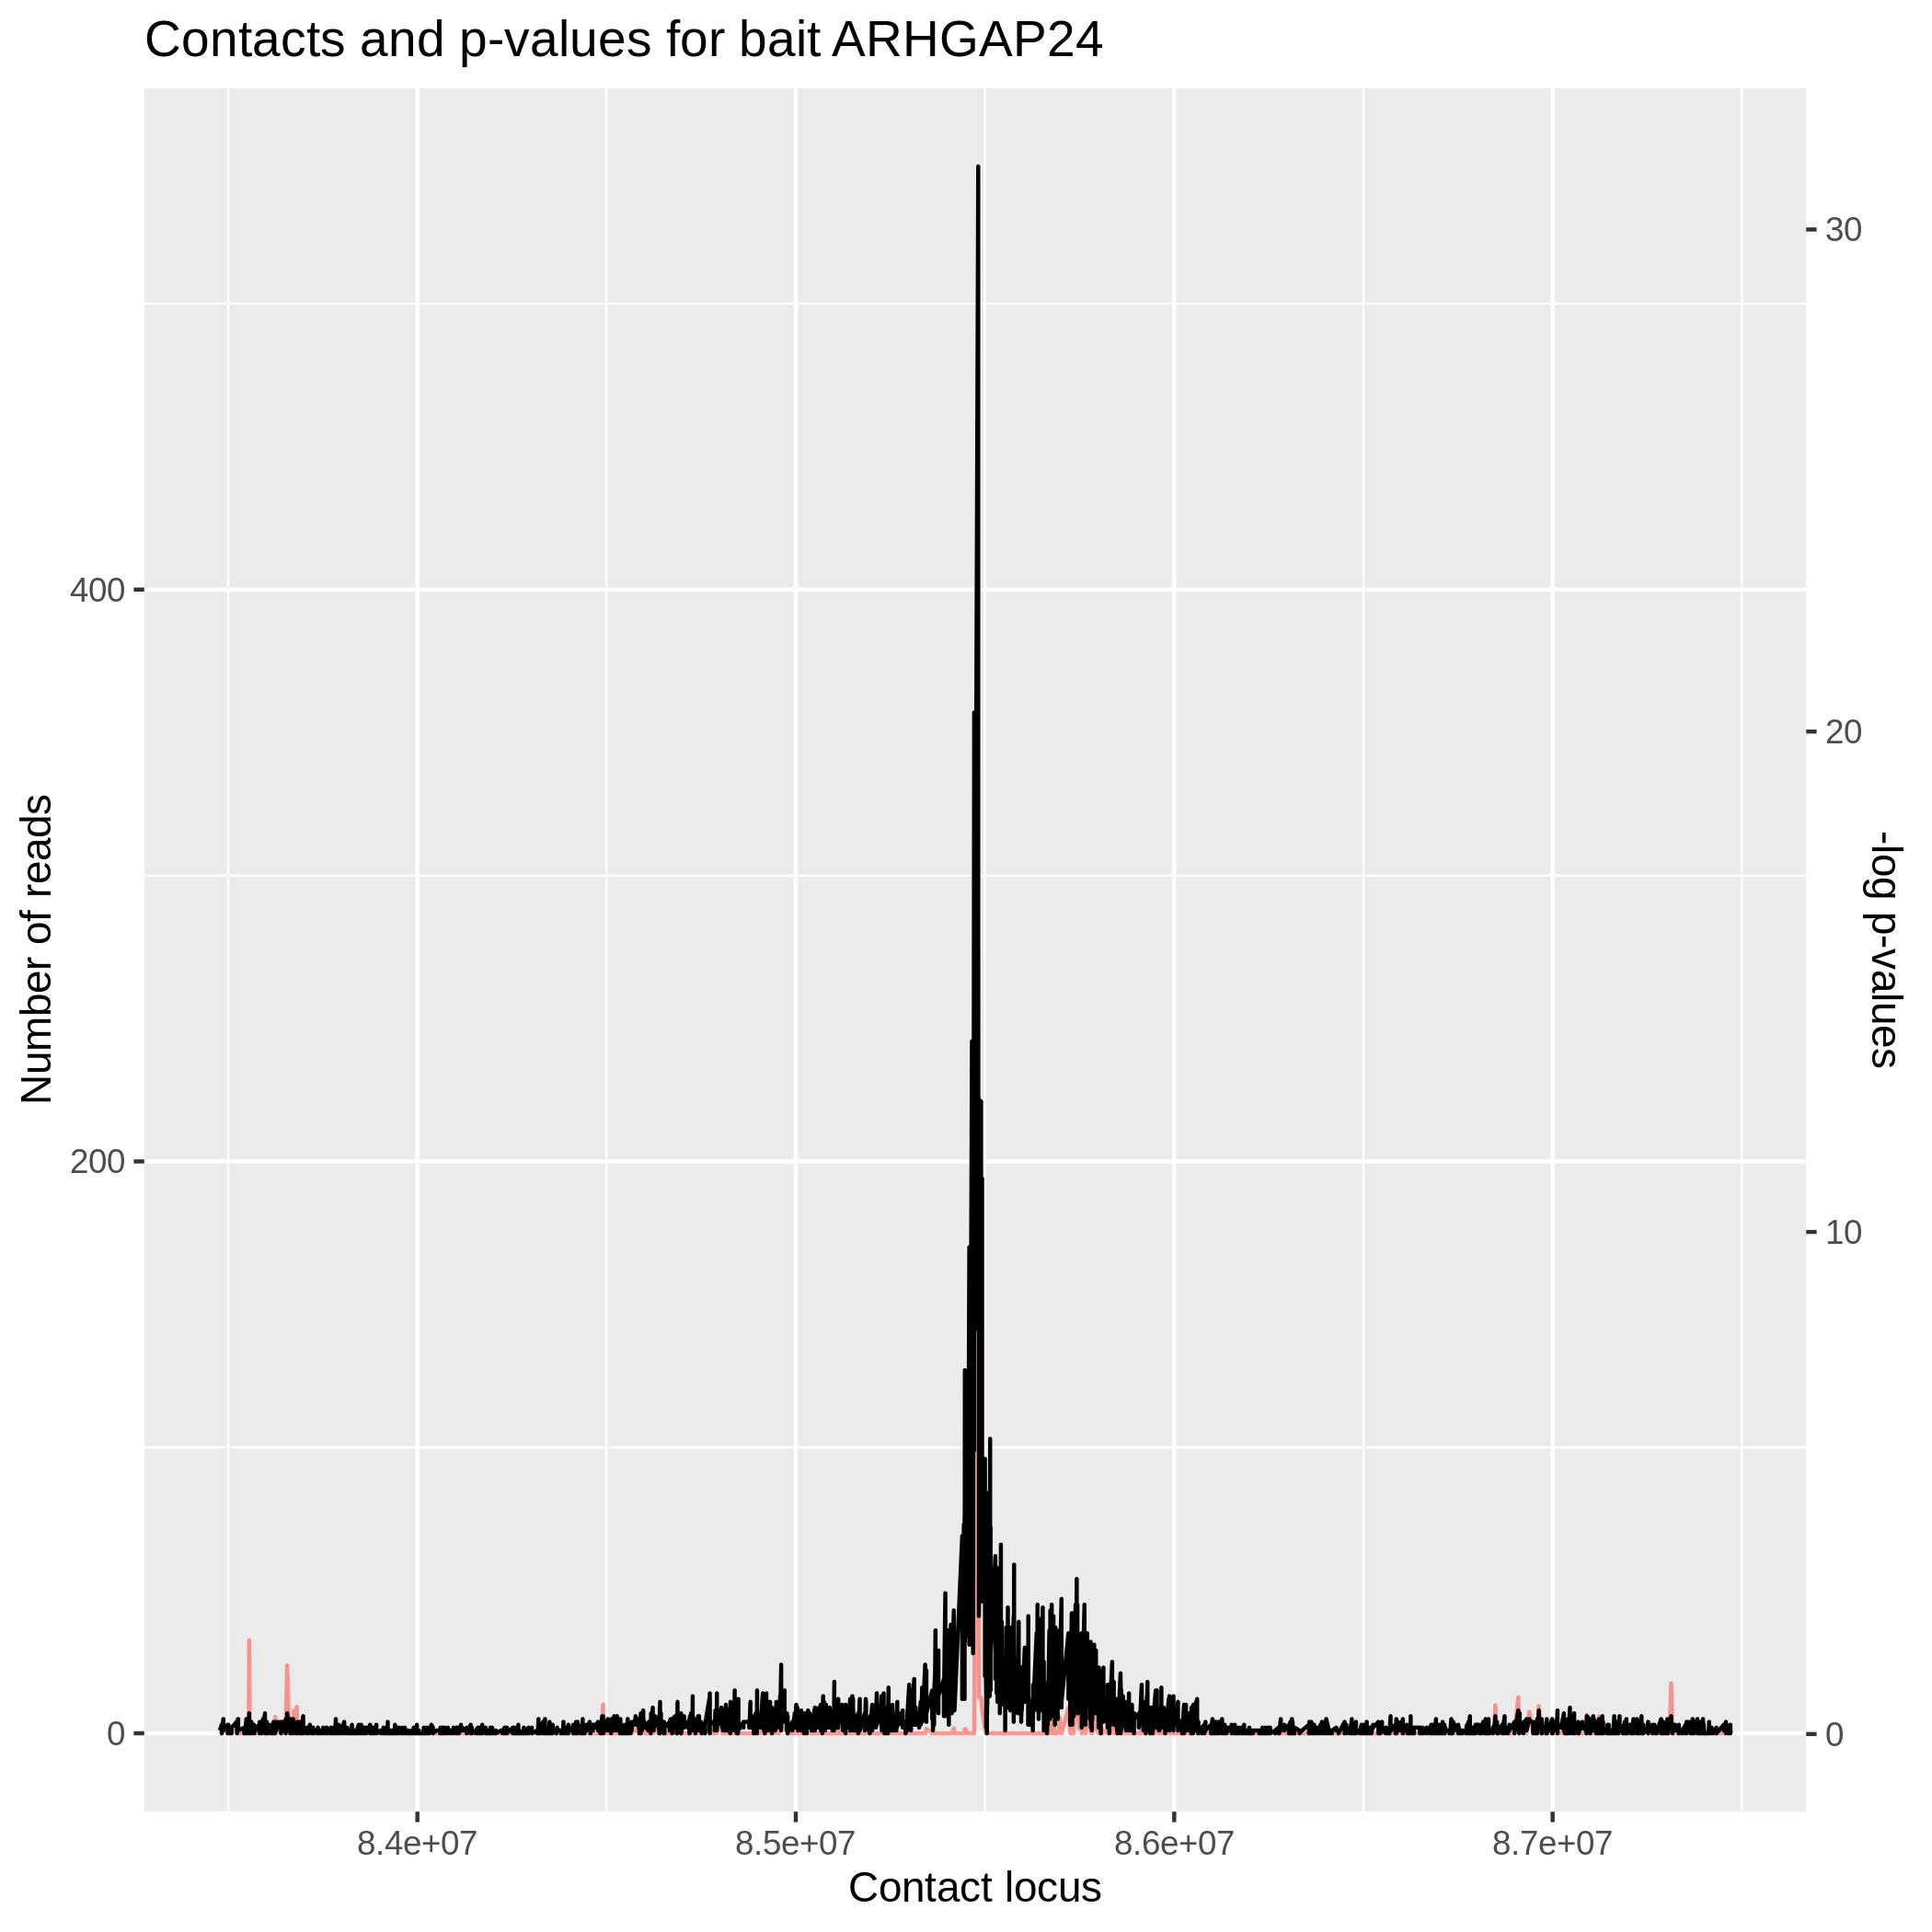 Contacts and p-values for bait ARHGAP24
Number of reads
400
200
0
30
20
10
0
-log p-values
8.4e+07
8.5e+07
8.6e+07
8.7e+07
Contact locus